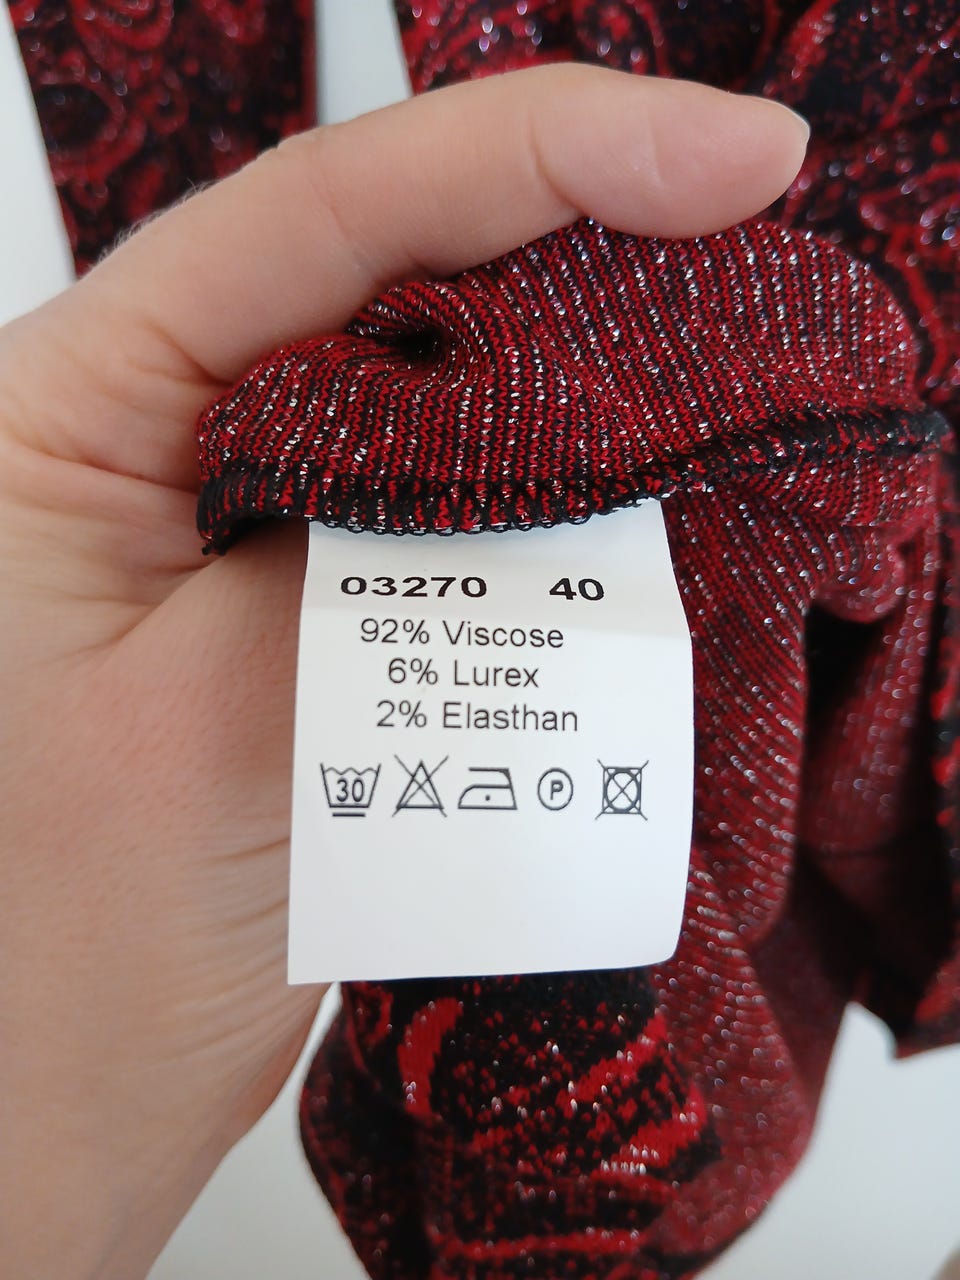 03270 40
92% Viscose
6% Lurex
2% Elasthan
30 P